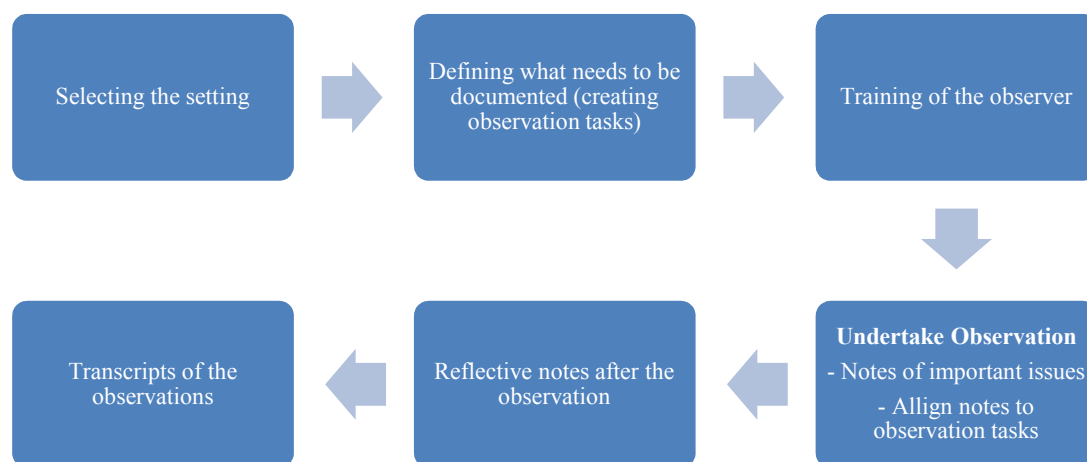 Selecting the setting
Defining what needs to be
documented (creating
observation tasks)
Training of the observer
Undertake Observation
- Notes of important issues
- Allign notes to
observation tasks
Reflective notes after the
observation
Transcripts of the
observations